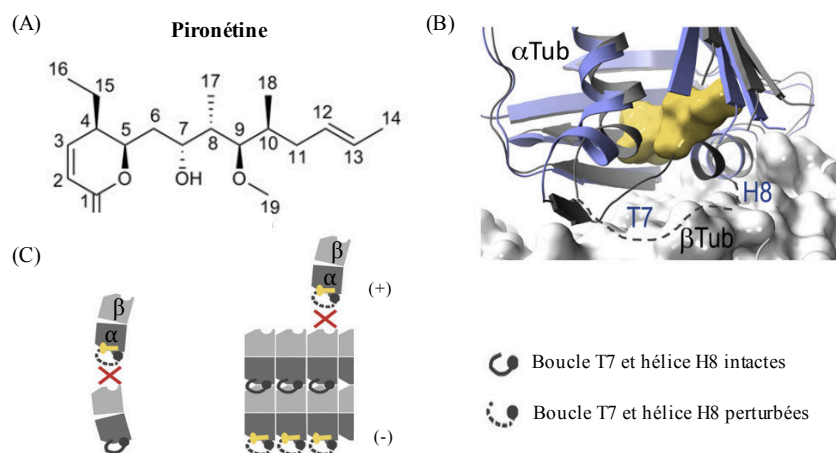 (A)
Pironétine
16
15
17
18
3
4
5
6
7
8
9
10
11
12
13
14
2
1
O
OH
O
19
(B)
αTub
T7
H8
βTub
(C)
β
α
β
α
(+)
(-)
Boucle T7 et hélice H8 intactes
Boucle T7 et hélice H8 perturbées